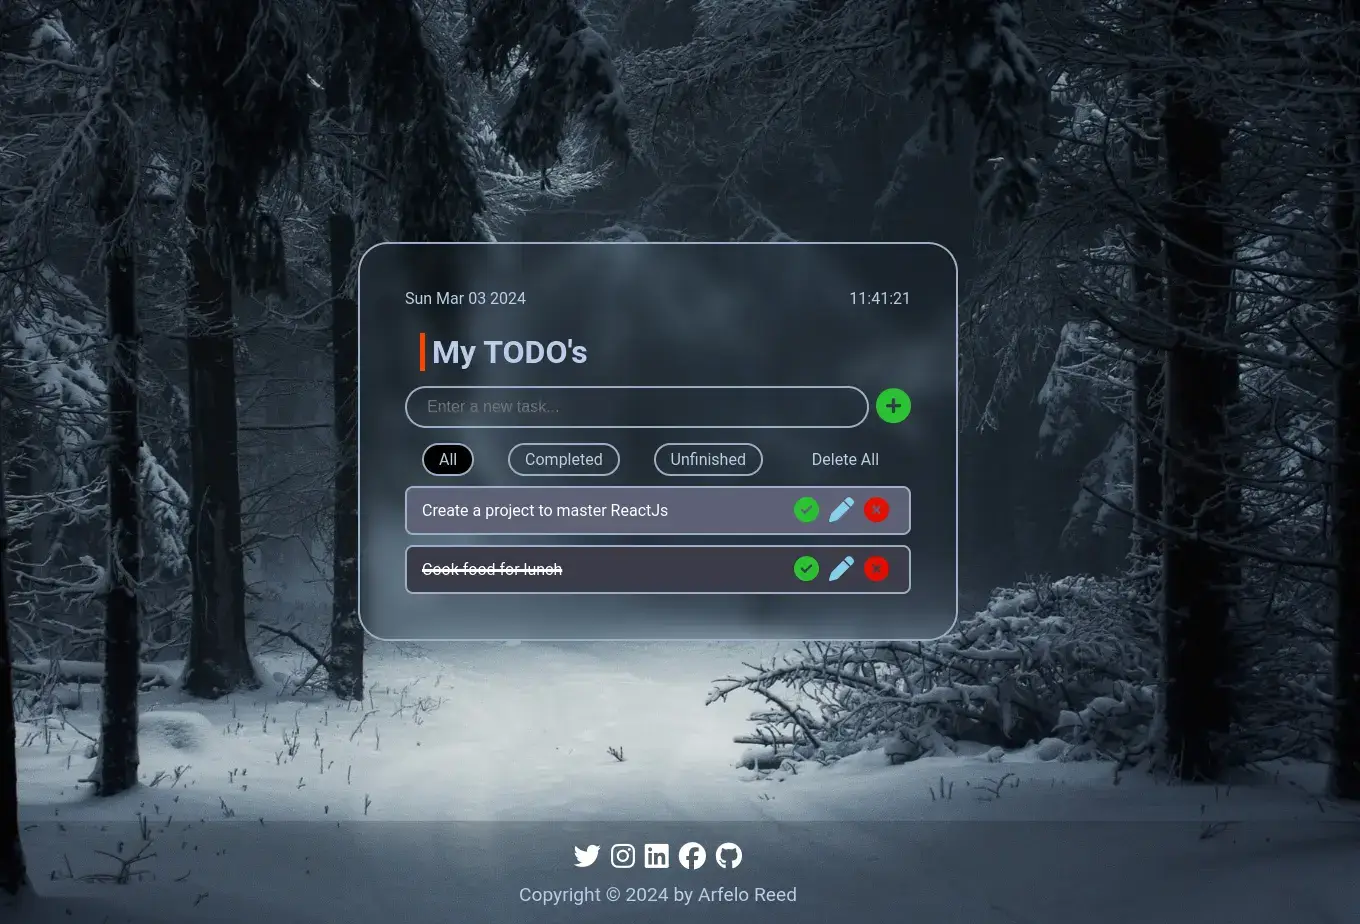 Sun Mar 03 2024 11:41:21
My TODO's
Enter a new task...
All Completed Unfinished Delete All
Create a project to master ReactJs
Cook food for lunch
Copyright © 2024 by Arfelo Reed